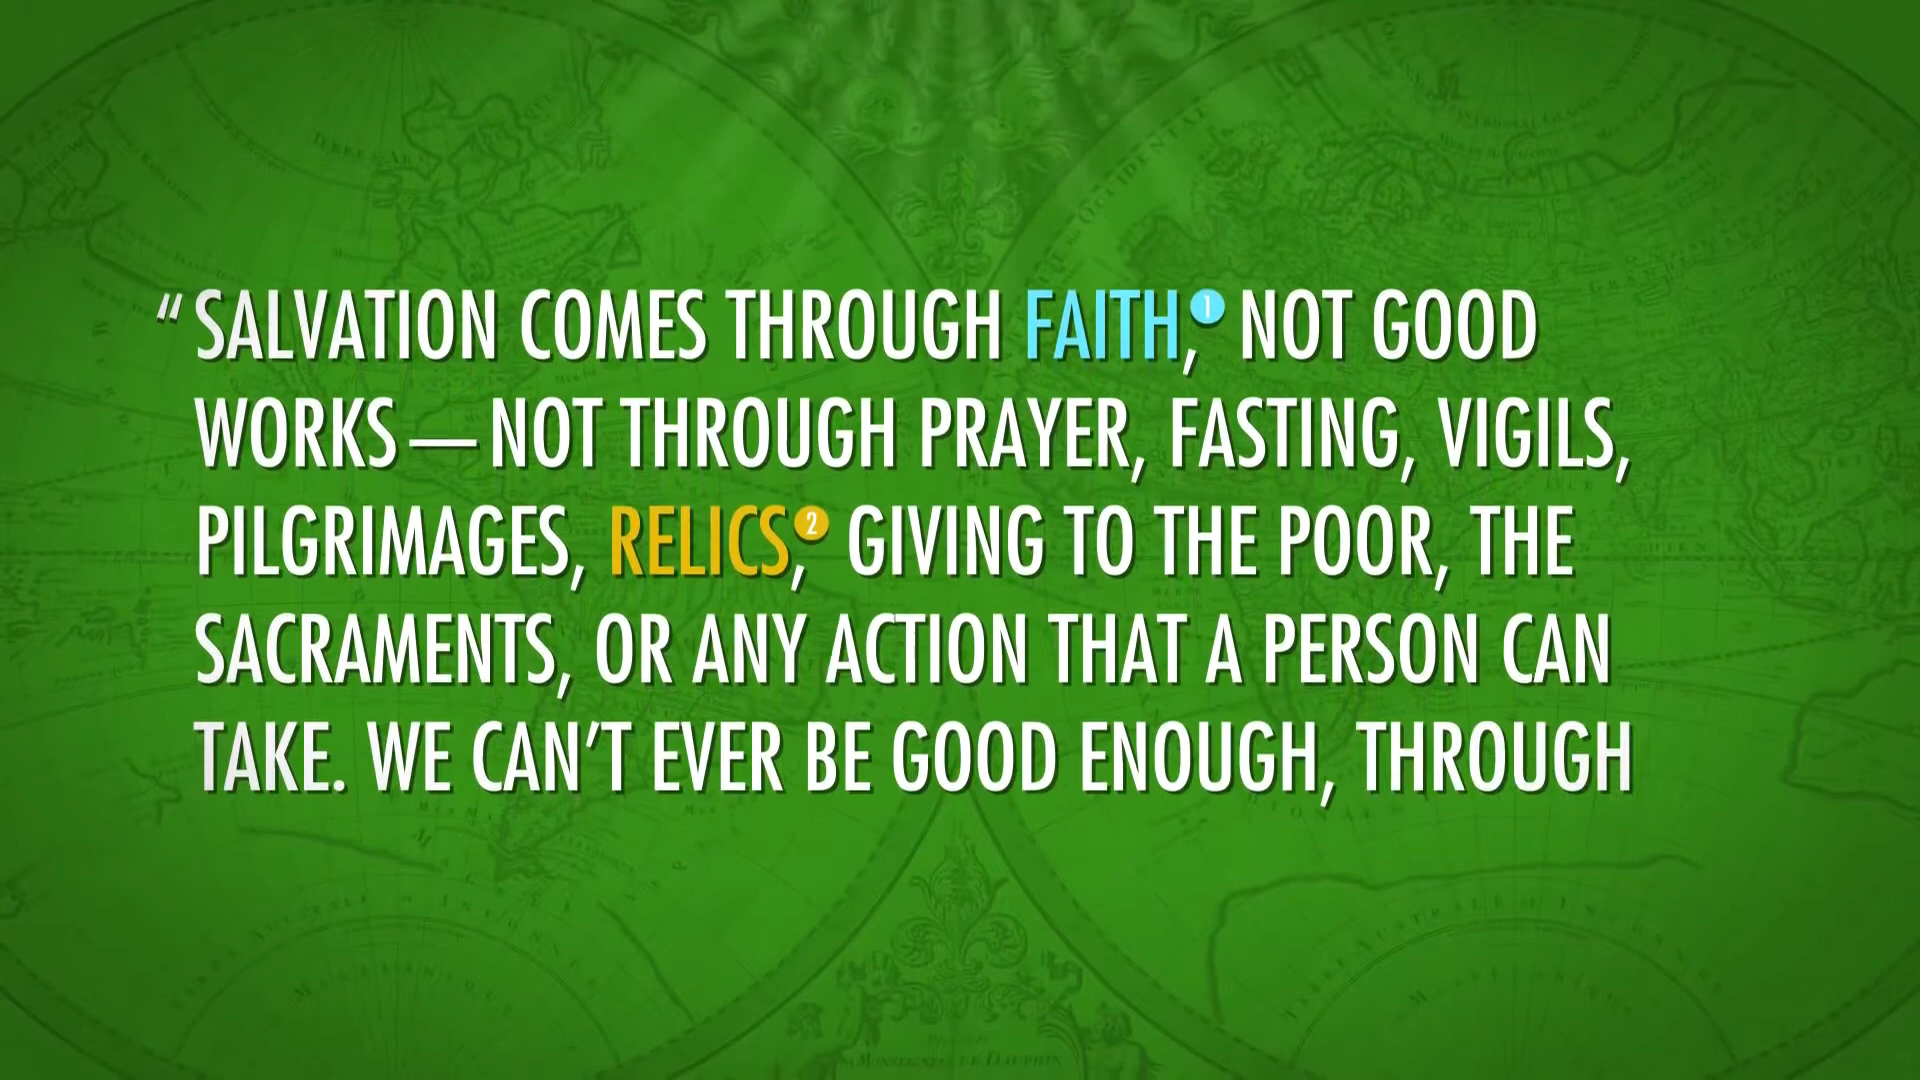 “SALVATION COMES THROUGH FAITH,1 NOT GOOD
WORKS — NOT THROUGH PRAYER, FASTING, VIGILS,
PILGRIMAGES, RELICS,2 GIVING TO THE POOR, THE
SACRAMENTS, OR ANY ACTION THAT A PERSON CAN
TAKE. WE CAN’T EVER BE GOOD ENOUGH, THROUGH